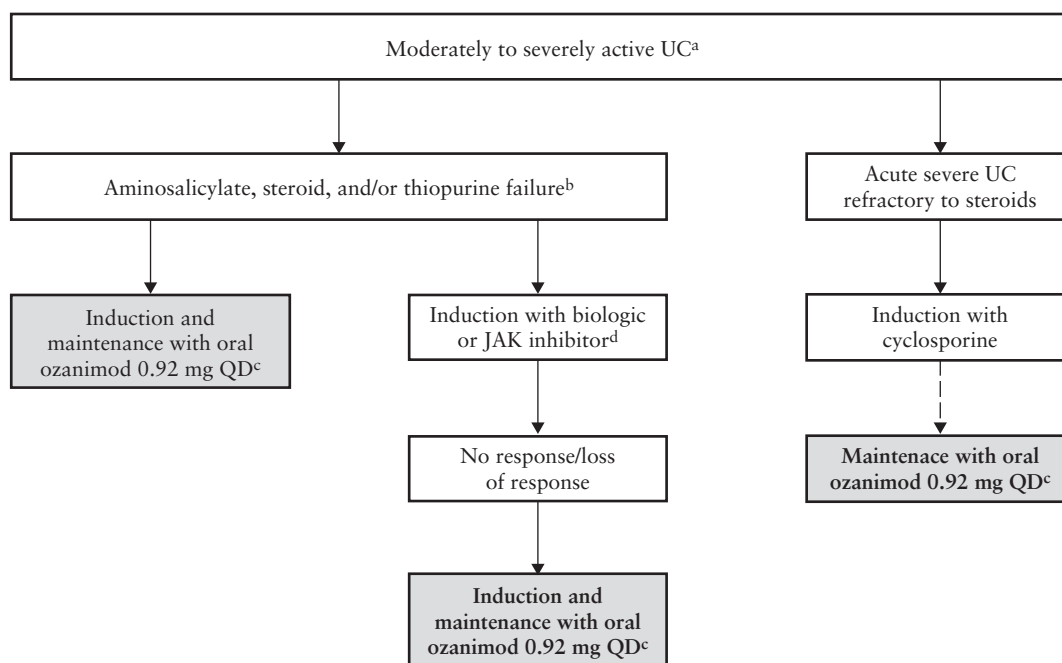 Moderately to severely active UCᵃ
Aminosalicylate, steroid, and/or thiopurine failureᵇ
Acute severe UC
refractory to steroids
Induction and
maintenance with oral
ozanimod 0.92 mg QDᶜ
Induction with biologic
or JAK inhibitorᵈ
Induction with
cyclosporine
No response/loss
of response
Maintenace with oral
ozanimod 0.92 mg QDᶜ
Induction and
maintenance with oral
ozanimod 0.92 mg QDᶜ